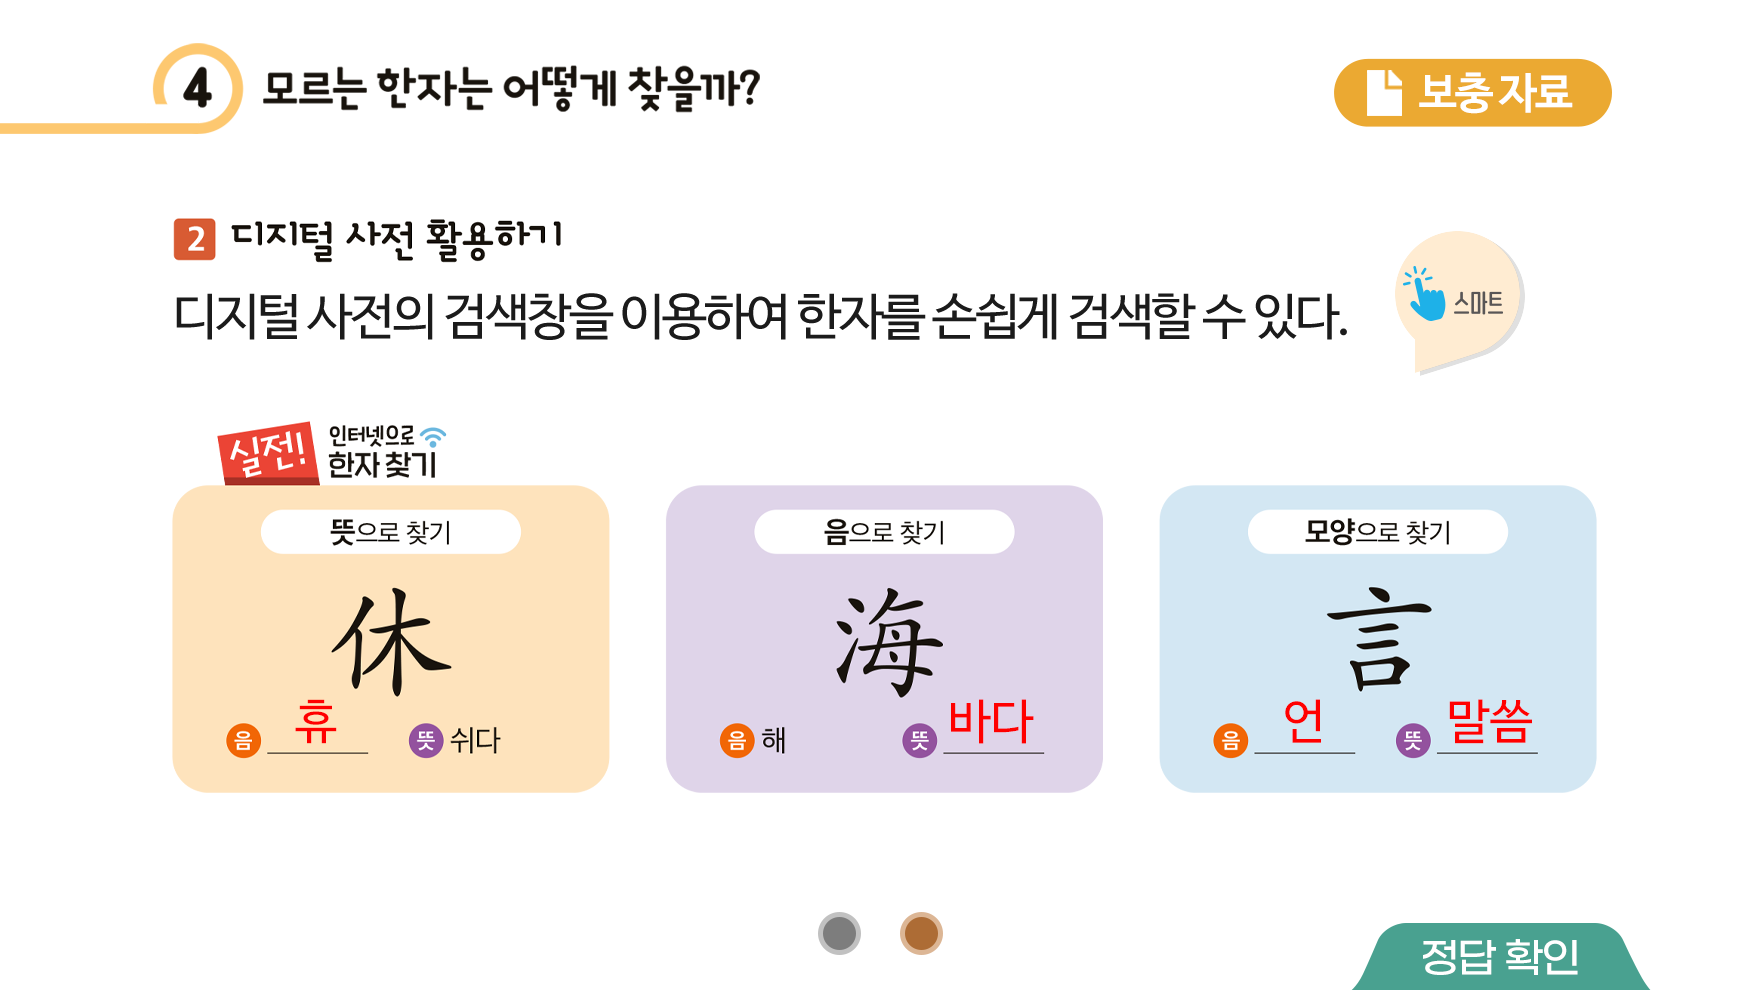 4 모르는 한자는 어떻게 찾을까?
보충 자료
2 디지털 사전 활용하기
디지털 사전의 검색창을 이용하여 한자를 손쉽게 검색할 수 있다.
스마트
실전!
인터넷으로
한자 찾기
뜻으로 찾기
休
음 휴 뜻 쉬다
음으로 찾기
海
음 해 뜻 바다
모양으로 찾기
言
음 언 뜻 말씀
정답 확인